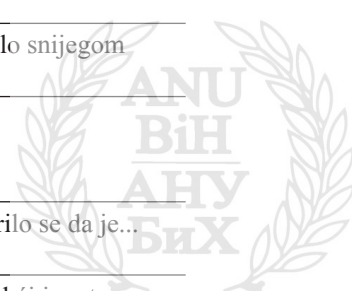 lo snijegom
ANU
BiH
АНУ
БиХ
rilo se da je...